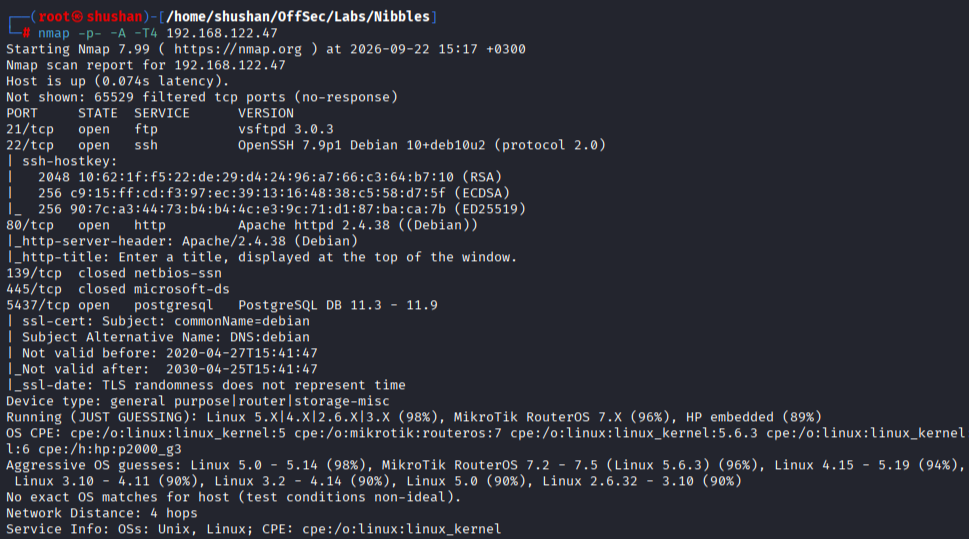 ┌──(root㉿shushan)-[/home/shushan/OffSec/Labs/Nibbles]
└─# nmap -p- -A -T4 192.168.122.47
Starting Nmap 7.99 ( https://nmap.org ) at 2026-09-22 15:17 +0300
Nmap scan report for 192.168.122.47
Host is up (0.074s latency).
Not shown: 65529 filtered tcp ports (no-response)
PORT     STATE  SERVICE      VERSION
21/tcp   open   ftp          vsftpd 3.0.3
22/tcp   open   ssh          OpenSSH 7.9p1 Debian 10+deb10u2 (protocol 2.0)
| ssh-hostkey:
|   2048 10:62:1f:f5:22:de:29:d4:24:96:a7:66:c3:64:b7:10 (RSA)
|   256 c9:15:ff:cd:f3:97:ec:39:13:16:48:38:c5:58:d7:5f (ECDSA)
|_  256 90:7c:a3:44:73:b4:b4:4c:e3:9c:71:d1:87:ba:ca:7b (ED25519)
80/tcp   open   http         Apache httpd 2.4.38 ((Debian))
|_http-server-header: Apache/2.4.38 (Debian)
|_http-title: Enter a title, displayed at the top of the window.
139/tcp  closed netbios-ssn
445/tcp  closed microsoft-ds
5437/tcp open   postgresql   PostgreSQL DB 11.3 - 11.9
| ssl-cert: Subject: commonName=debian
| Subject Alternative Name: DNS:debian
| Not valid before: 2020-04-27T15:41:47
|_Not valid after:  2030-04-25T15:41:47
|_ssl-date: TLS randomness does not represent time
Device type: general purpose|router|storage-misc
Running (JUST GUESSING): Linux 5.X|4.X|2.6.X|3.X (98%), MikroTik RouterOS 7.X (96%), HP embedded (89%)
OS CPE: cpe:/o:linux:linux_kernel:5 cpe:/o:mikrotik:routeros:7 cpe:/o:linux:linux_kernel:5.6.3 cpe:/o:linux:linux_kernel
l:6 cpe:/h:hp:p2000_g3
Aggressive OS guesses: Linux 5.0 - 5.14 (98%), MikroTik RouterOS 7.2 - 7.5 (Linux 5.6.3) (96%), Linux 4.15 - 5.19 (94%),
 Linux 3.10 - 4.11 (90%), Linux 3.2 - 4.14 (90%), Linux 5.0 (90%), Linux 2.6.32 - 3.10 (90%)
No exact OS matches for host (test conditions non-ideal).
Network Distance: 4 hops
Service Info: OSs: Unix, Linux; CPE: cpe:/o:linux:linux_kernel